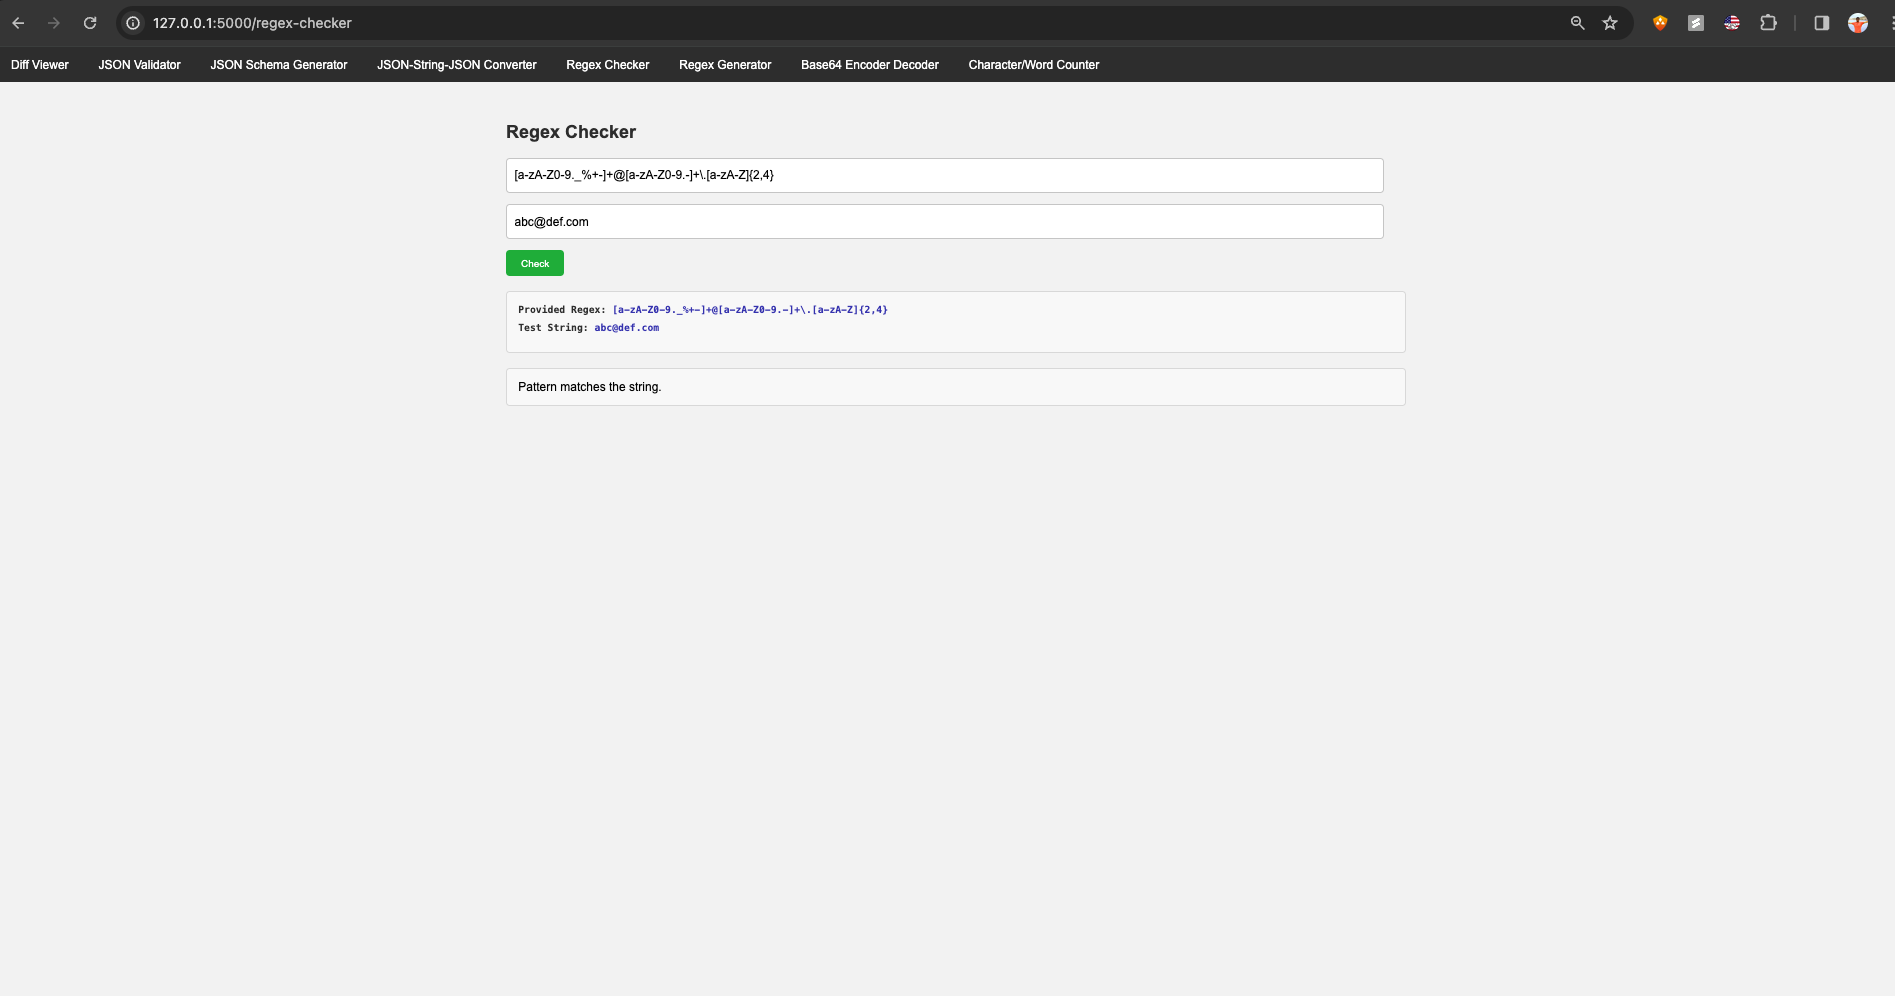 127.0.0.1:5000/regex-checker
Diff Viewer JSON Validator JSON Schema Generator JSON-String-JSON Converter Regex Checker Regex Generator Base64 Encoder Decoder Character/Word Counter
Regex Checker
[a-zA-Z0-9._%+-]+@[a-zA-Z0-9.-]+\.[a-zA-Z]{2,4}
abc@def.com
Check
Provided Regex: [a-zA-Z0-9._%+-]+@[a-zA-Z0-9.-]+\.[a-zA-Z]{2,4}
Test String: abc@def.com
Pattern matches the string.